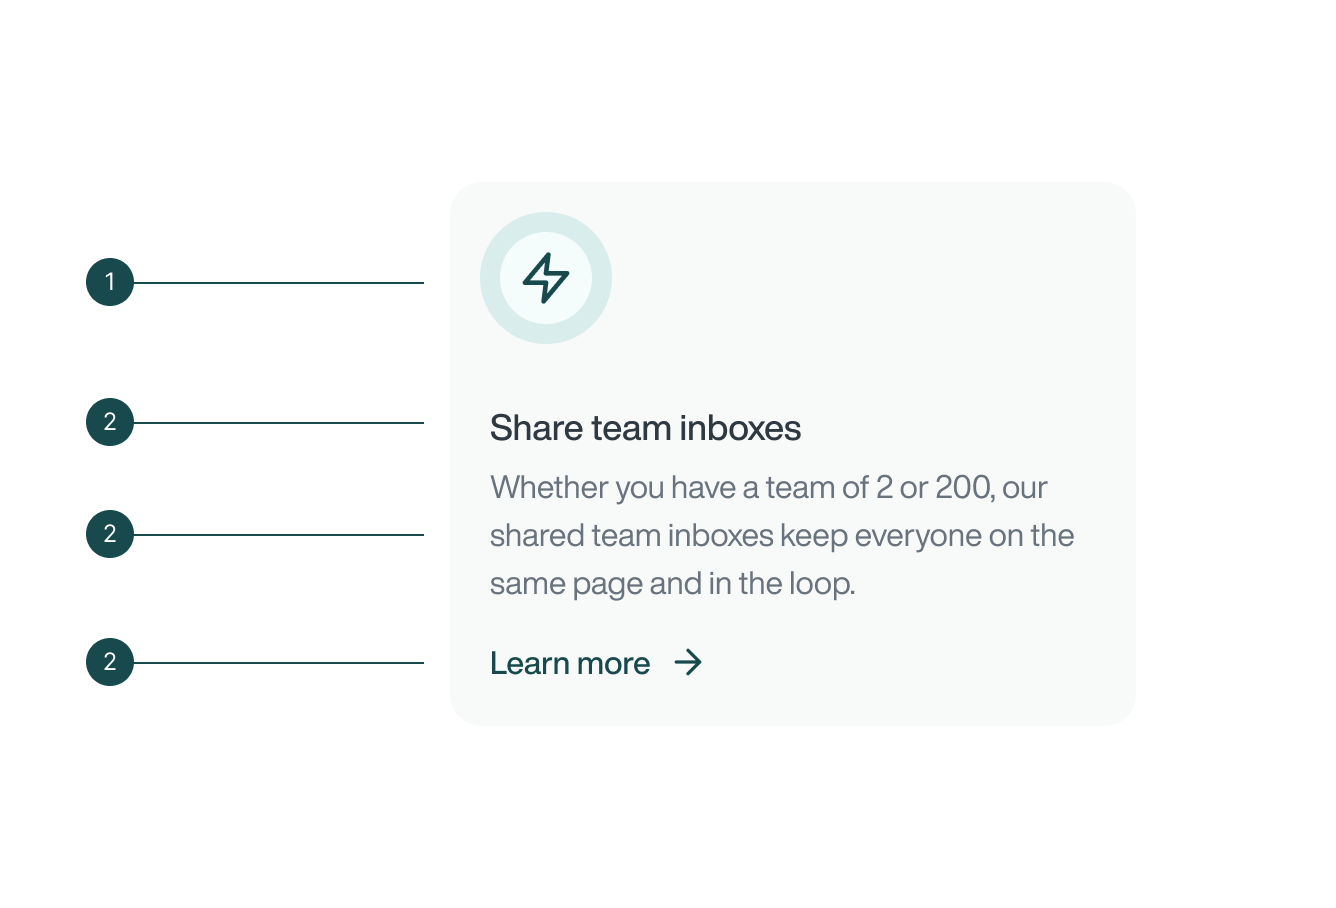 1
2
Share team inboxes
Whether you have a team of 2 or 200, our
2
shared team inboxes keep everyone on the
same page and in the loop.
2
Learn more